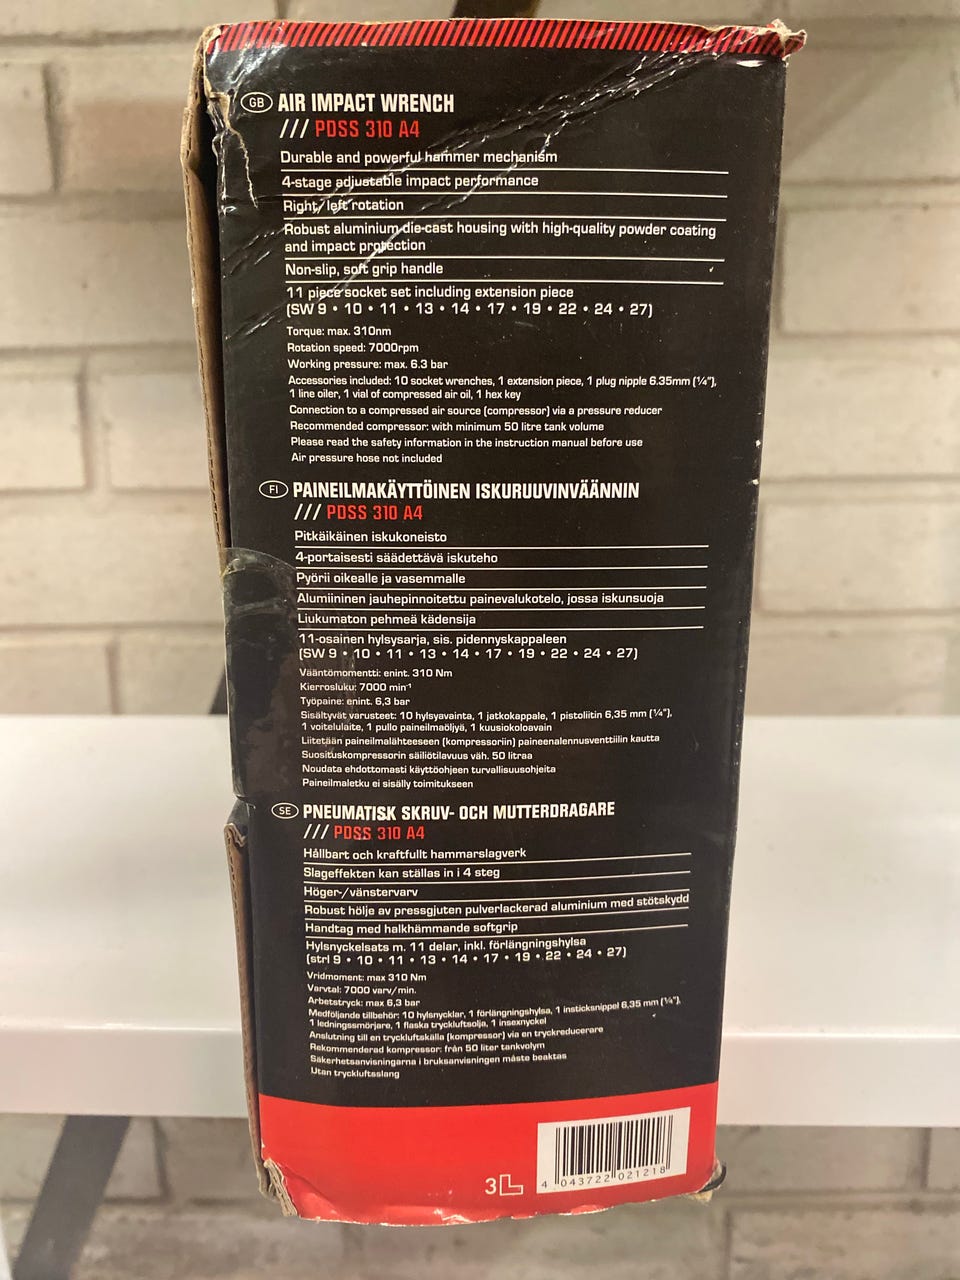 GB AIR IMPACT WRENCH
/// PDSS 310 A4
Durable and powerful hammer mechanism
4-stage adjustable impact performance
Right/left rotation
Robust aluminium die-cast housing with high-quality powder coating
and impact protection
Non-slip, soft grip handle
11 piece socket set including extension piece
(SW 9 • 10 • 11 • 13 • 14 • 17 • 19 • 22 • 24 • 27)
Torque: max. 310nm
Rotation speed: 7000rpm
Working pressure: max. 6.3 bar
Accessories included: 10 socket wrenches, 1 extension piece, 1 plug nipple 6.35mm (¼"),
1 line oiler, 1 vial of compressed air oil, 1 hex key
Connection to a compressed air source (compressor) via a pressure reducer
Recommended compressor: with minimum 50 litre tank volume
Please read the safety information in the instruction manual before use
Air pressure hose not included
FI PAINEILMAKÄYTTÖINEN ISKURUUVINVÄÄNNIN
/// PDSS 310 A4
Pitkäikäinen iskukoneisto
4-portaisesti säädettävä iskuteho
Pyörii oikealle ja vasemmalle
Alumiininen jauhepinnoitettu painevalukotelo, jossa iskunsuoja
Liukumaton pehmeä kädensija
11-osainen hylsysarja, sis. pidennyskappaleen
(SW 9 • 10 • 11 • 13 • 14 • 17 • 19 • 22 • 24 • 27)
Vääntömomentti: enint. 310 Nm
Kierrosluku: 7000 min⁻¹
Työpaine: enint. 6,3 bar
Sisältyvät varusteet: 10 hylsyavainta, 1 jatkokappale, 1 pistoliitin 6,35 mm (¼"),
1 voitelulaite, 1 pullo paineilmaöljyä, 1 kuusiokoloavain
Liitetään paineilmalähteeseen (kompressoriin) paineenalennusventtiilin kautta
Suosituskompressorin säiliötilavuus väh. 50 litraa
Noudata ehdottomasti käyttöohjeen turvallisuusohjeita
Paineilmaletku ei sisälly toimitukseen
SE PNEUMATISK SKRUV- OCH MUTTERDRAGARE
/// PDSS 310 A4
Hållbart och kraftfullt hammarslagverk
Slageffekten kan ställas in i 4 steg
Höger-/vänstervarv
Robust hölje av pressgjuten pulverlackerad aluminium med stötskydd
Handtag med halkhämmande softgrip
Hylsnyckelsats m. 11 delar, inkl. förlängningshylsa
(strl 9 • 10 • 11 • 13 • 14 • 17 • 19 • 22 • 24 • 27)
Vridmoment: max 310 Nm
Varvtal: 7000 varv/min.
Arbetstryck: max 6,3 bar
Medföljande tillbehör: 10 hylsnycklar, 1 förlängningshylsa, 1 insticksnippel 6,35 mm (¼"),
1 ledningssmörjare, 1 flaska tryckluftsolja, 1 insexnyckel
Anslutning till en tryckluftskälla (kompressor) via en tryckreducerare
Rekommenderad kompressor: från 50 liter tankvolym
Säkerhetsanvisningarna i bruksanvisningen måste beaktas
Utan tryckluftsslang
3L
4 043722 021218